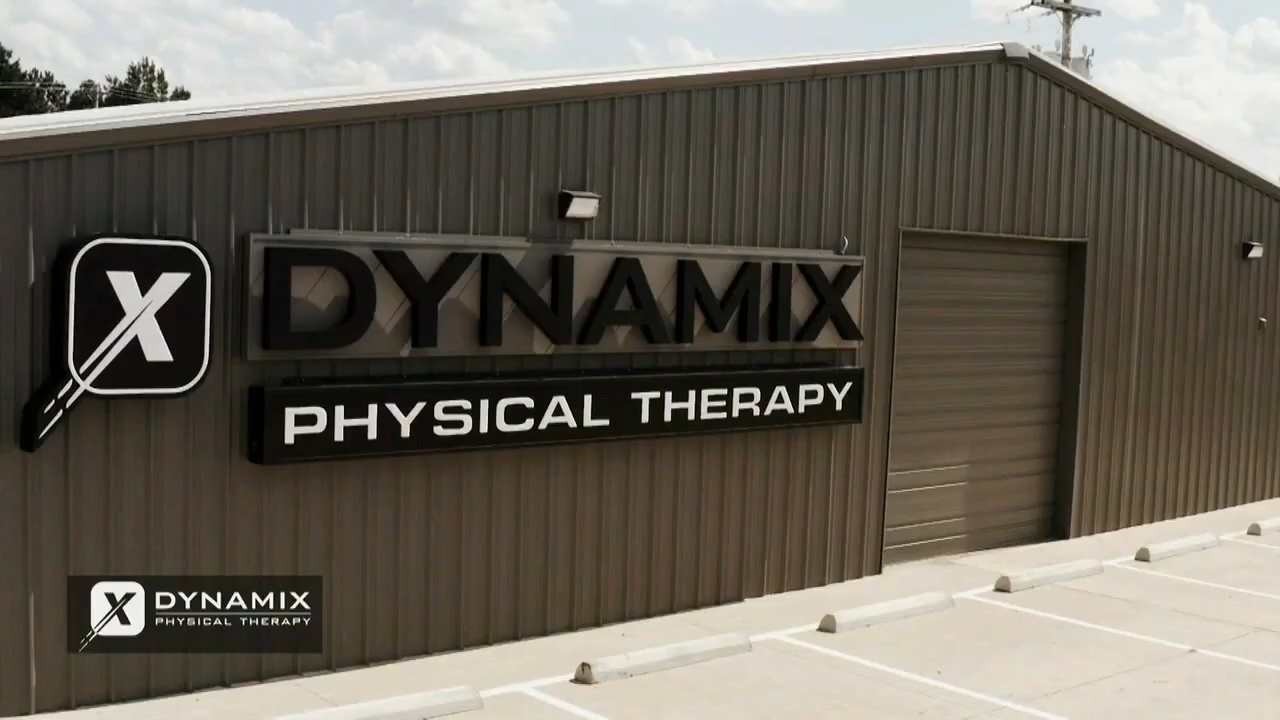 X
DYNAMIX
PHYSICAL THERAPY
X
DYNAMIX
PHYSICAL THERAPY